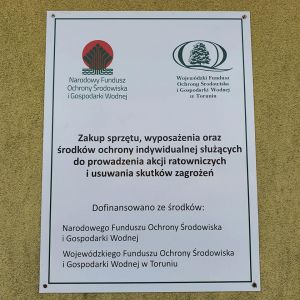 Narodowy Fundusz
Ochrony Środowiska
i Gospodarki Wodnej
Wojewódzki Fundusz
Ochrony Środowiska
i Gospodarki Wodnej
w Toruniu
Zakup sprzętu, wyposażenia oraz
środków ochrony indywidualnej służących
do prowadzenia akcji ratowniczych
i usuwania skutków zagrożeń
Dofinansowano ze środków:
Narodowego Funduszu Ochrony Środowiska
i Gospodarki Wodnej
Wojewódzkiego Funduszu Ochrony Środowiska
i Gospodarki Wodnej w Toruniu